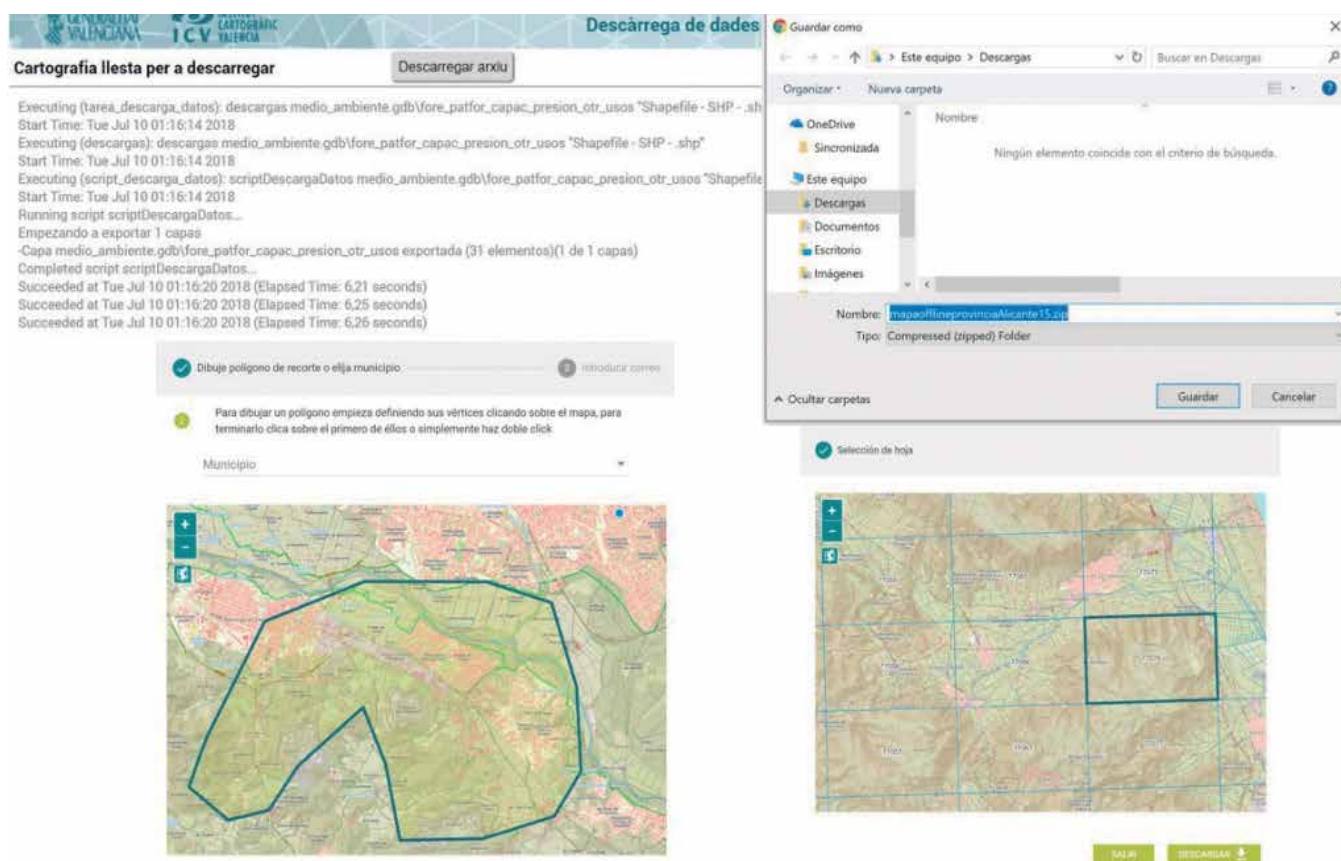 GENERALITAT
VALENCIANA
ICV
CARTOGRÀFIC
VALENCIÀ
Descàrrega de dades
Cartografia llesta per a descarregar
Descarregar arxiu
Executing (tarea_descarga_datos): descargas medio_ambiente.gdb\fore_patfor_capac_presion_otr_usos "Shapefile - SHP - .sh
Start Time: Tue Jul 10 01:16:14 2018
Executing (descargas): descargas medio_ambiente.gdb\fore_patfor_capac_presion_otr_usos "Shapefile - SHP - .shp"
Start Time: Tue Jul 10 01:16:14 2018
Executing (script_descarga_datos): scriptDescargaDatos medio_ambiente.gdb\fore_patfor_capac_presion_otr_usos "Shapefile
Start Time: Tue Jul 10 01:16:14 2018
Running script scriptDescargaDatos...
Empezando a exportar 1 capas
-Capa medio_ambiente.gdb\fore_patfor_capac_presion_otr_usos exportada (31 elementos)(1 de 1 capas)
Completed script scriptDescargaDatos...
Succeeded at Tue Jul 10 01:16:20 2018 (Elapsed Time: 6,21 seconds)
Succeeded at Tue Jul 10 01:16:20 2018 (Elapsed Time: 6,25 seconds)
Succeeded at Tue Jul 10 01:16:20 2018 (Elapsed Time: 6,26 seconds)
Guardar como
Este equipo > Descargas
Buscar en Descargas
Organizar
Nueva carpeta
OneDrive
Sincronizada
Este equipo
Descargas
Documentos
Escritorio
Imágenes
Nombre
Ningún elemento coincide con el criterio de búsqueda.
Nombre: mapaofflineprovinciaAlicante15.zip
Tipo: Compressed (zipped) Folder
Ocultar carpetas
Guardar
Cancelar
Dibuje polígono de recorte o elija municipio
Introducir correo
Para dibujar un polígono empieza definiendo sus vértices clicando sobre el mapa, para
terminarlo clica sobre el primero de éllos o simplemente haz doble click
Municipio
Selección de hoja
SALIR
DESCARGAR